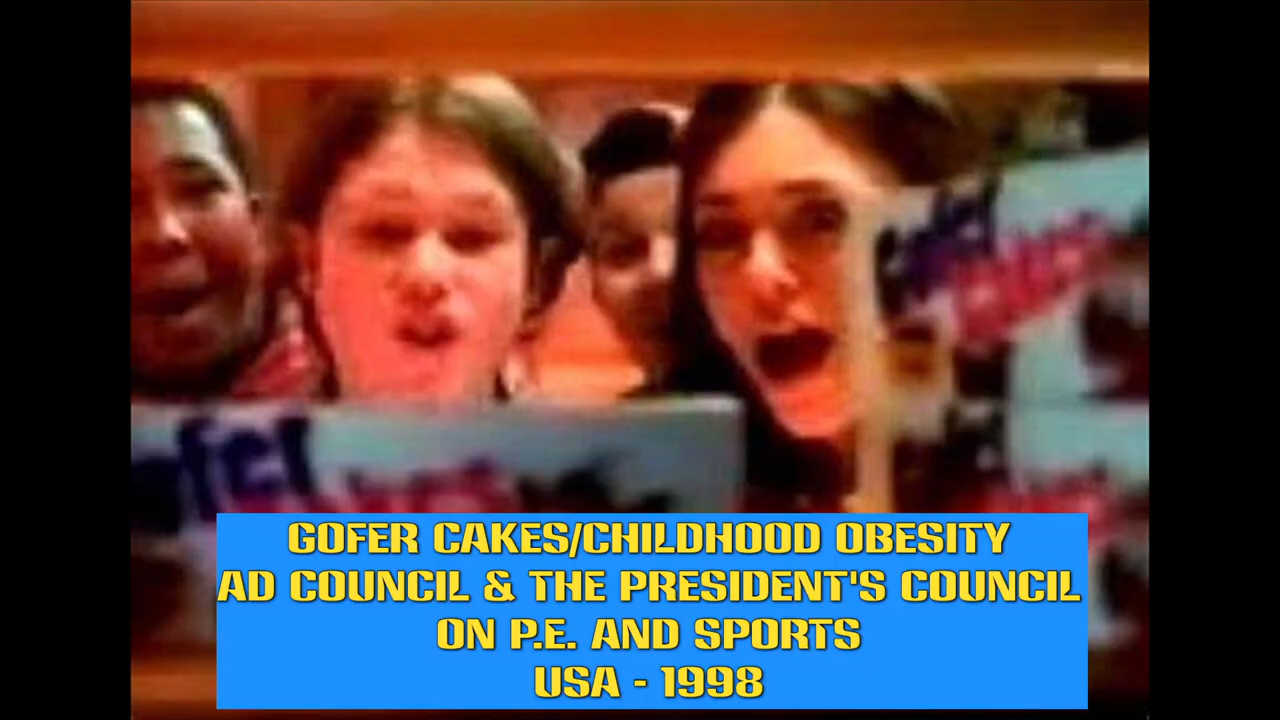 GOFER CAKES/CHILDHOOD OBESITY
AD COUNCIL & THE PRESIDENT'S COUNCIL
ON P.E. AND SPORTS
USA - 1998